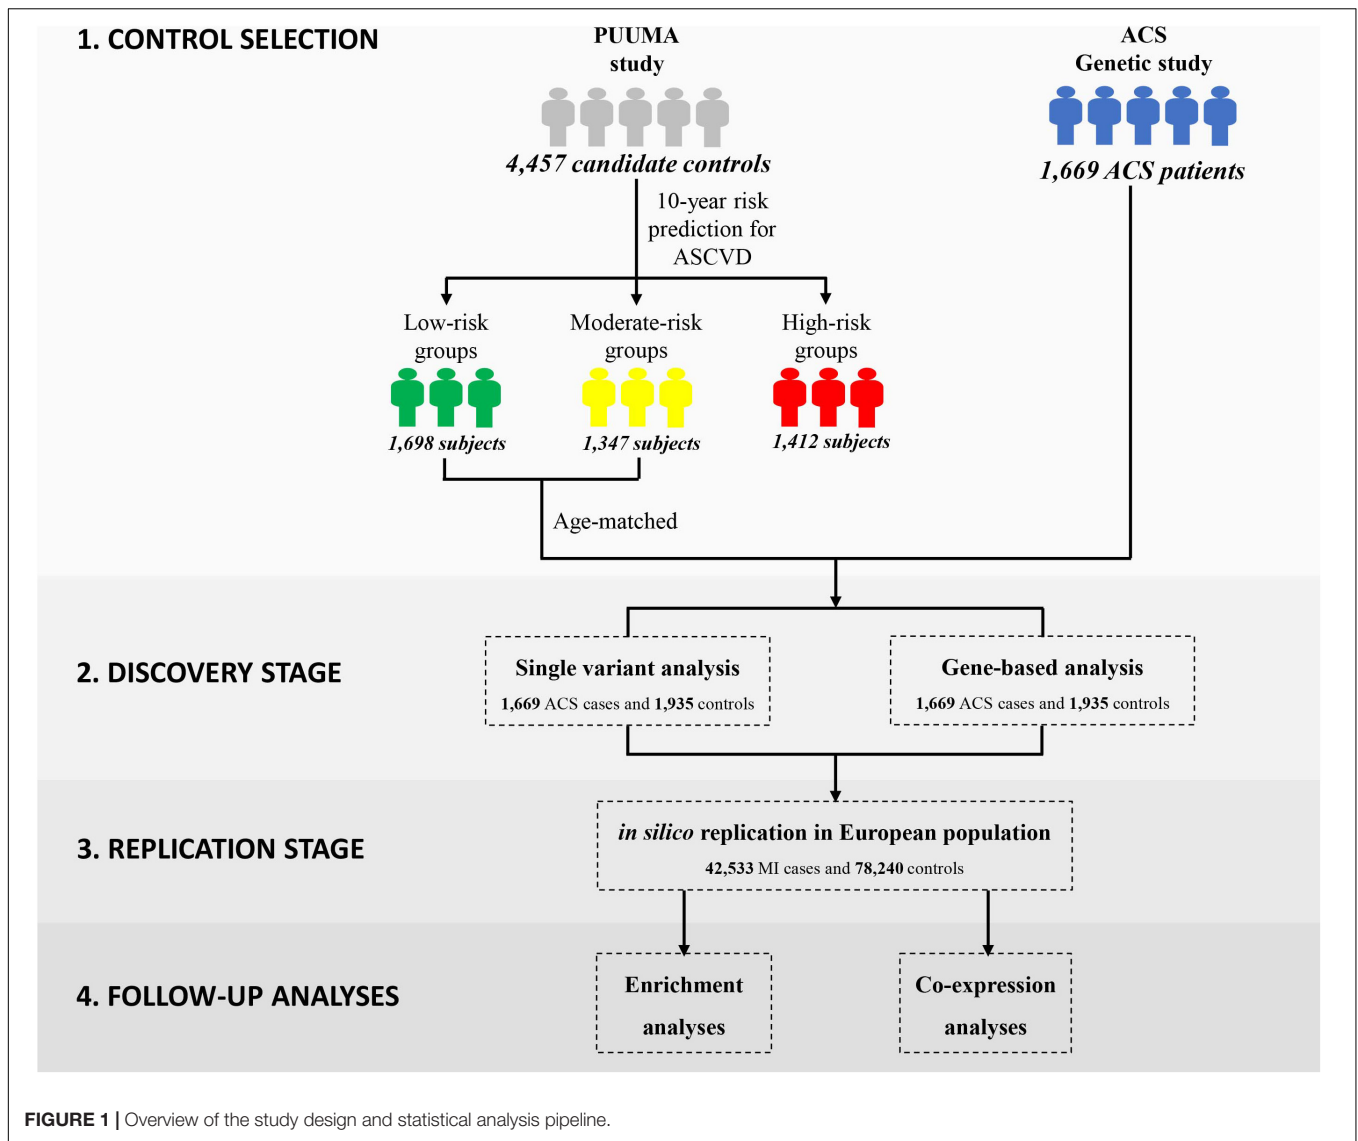 1. CONTROL SELECTION
PUUMA
study
ACS
Genetic study
4,457 candidate controls
1,669 ACS patients
10-year risk
prediction for
ASCVD
Low-risk
groups
Moderate-risk
groups
High-risk
groups
1,698 subjects
1,347 subjects
1,412 subjects
Age-matched
2. DISCOVERY STAGE
Single variant analysis
1,669 ACS cases and 1,935 controls
Gene-based analysis
1,669 ACS cases and 1,935 controls
3. REPLICATION STAGE
in silico replication in European population
42,533 MI cases and 78,240 controls
4. FOLLOW-UP ANALYSES
Enrichment
analyses
Co-expression
analyses
FIGURE 1 | Overview of the study design and statistical analysis pipeline.